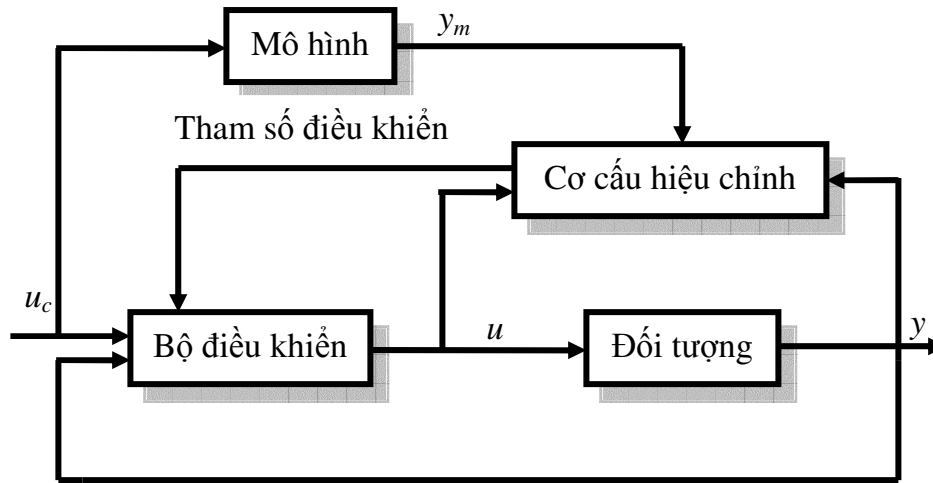 y_m
Mô hình
Tham số điều khiển
Cơ cấu hiệu chỉnh
u_c
Bộ điều khiển
u
Đối tượng
y